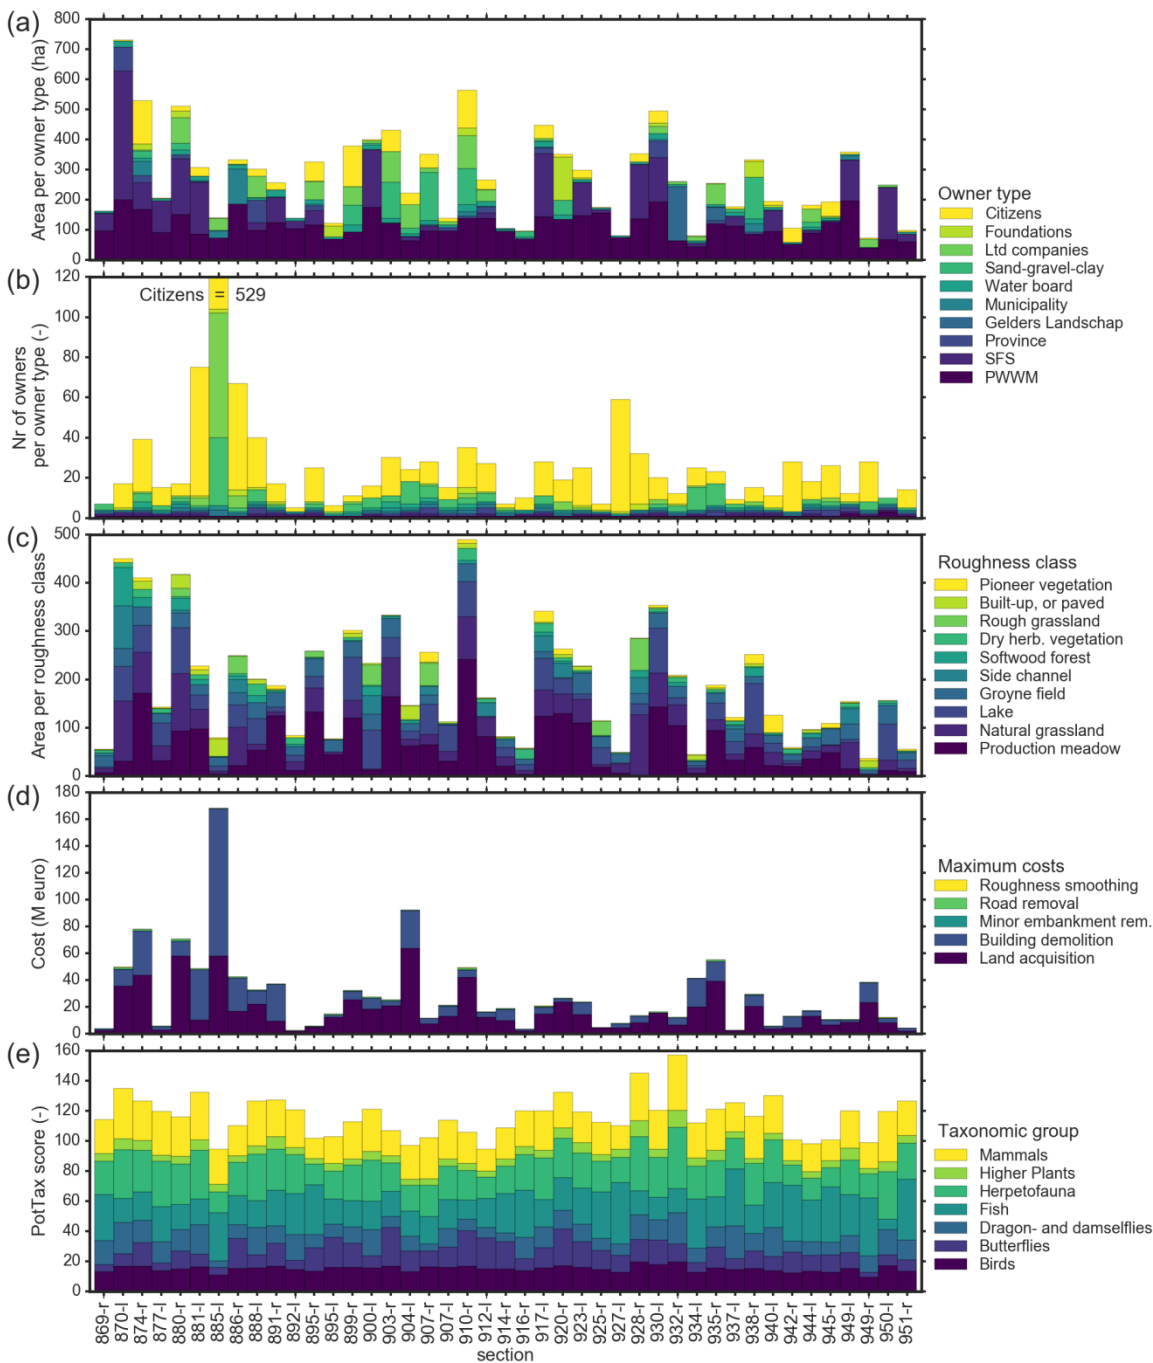 (a)
800
700
600
500
400
300
200
100
0
Area per owner type (ha)
Owner type
Citizens
Foundations
Ltd companies
Sand-gravel-clay
Water board
Municipality
Gelders Landschap
Province
SFS
PWWM
(b)
120
100
80
60
40
20
0
Nr of owners
per owner type (-)
Citizens = 529
(c)
500
400
300
200
100
0
Area per roughness class
Roughness class
Pioneer vegetation
Built-up, or paved
Rough grassland
Dry herb. vegetation
Softwood forest
Side channel
Groyne field
Lake
Natural grassland
Production meadow
(d)
180
160
140
120
100
80
60
40
20
0
Cost (M euro)
Maximum costs
Roughness smoothing
Road removal
Minor embankment rem.
Building demolition
Land acquisition
(e)
160
140
120
100
80
60
40
20
0
PotTax score (-)
Taxonomic group
Mammals
Higher Plants
Herpetofauna
Fish
Dragon- and damselflies
Butterflies
Birds
869-r
870-l
874-r
877-l
880-r
881-l
885-l
886-r
888-l
891-r
892-l
895-r
895-l
899-r
900-l
903-r
904-l
907-r
907-l
910-r
912-l
914-r
916-r
917-l
920-r
923-l
925-r
927-l
928-r
930-l
932-r
934-l
935-r
937-l
938-r
940-l
942-r
944-l
945-r
949-l
949-r
950-l
951-r
section